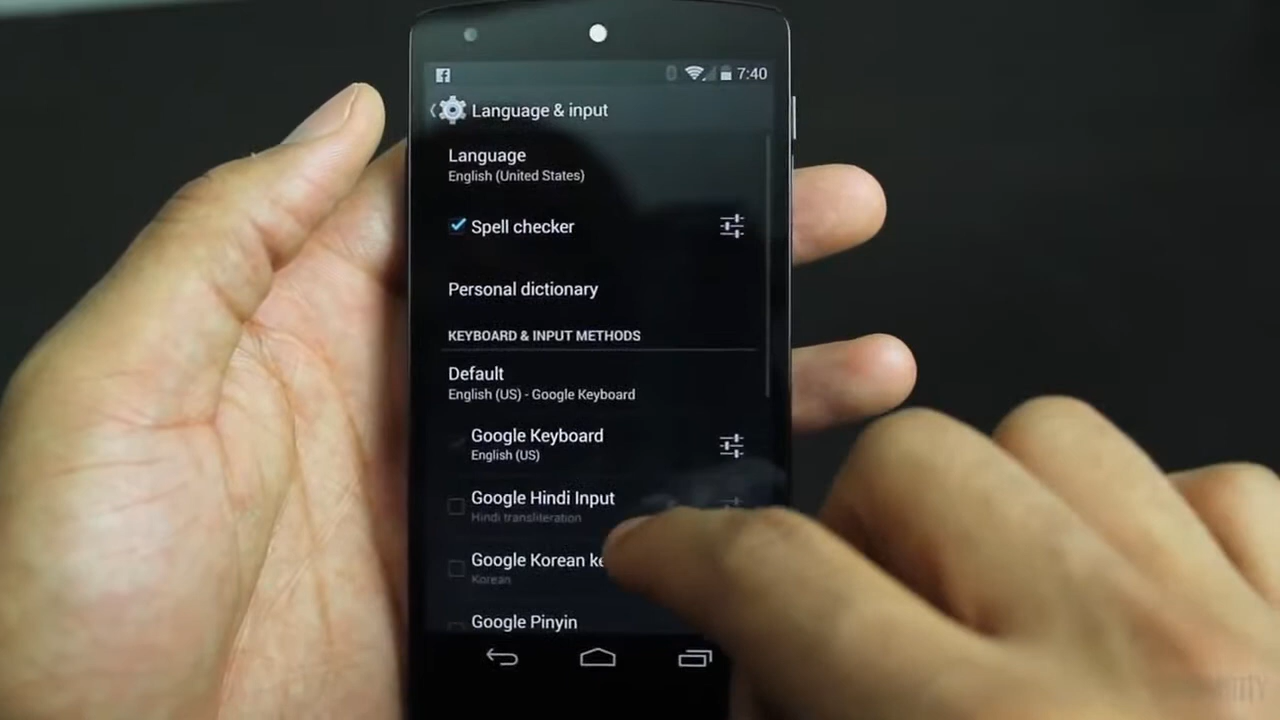 7:40
Language & input
Language
English (United States)
Spell checker
Personal dictionary
KEYBOARD & INPUT METHODS
Default
English (US) - Google Keyboard
Google Keyboard
English (US)
Google Hindi Input
Hindi transliteration
Google Korean ke
Korean
Google Pinyin